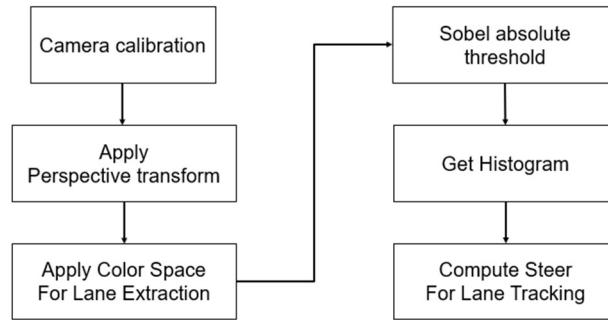 Camera calibration
Apply
Perspective transform
Apply Color Space
For Lane Extraction
Sobel absolute
threshold
Get Histogram
Compute Steer
For Lane Tracking